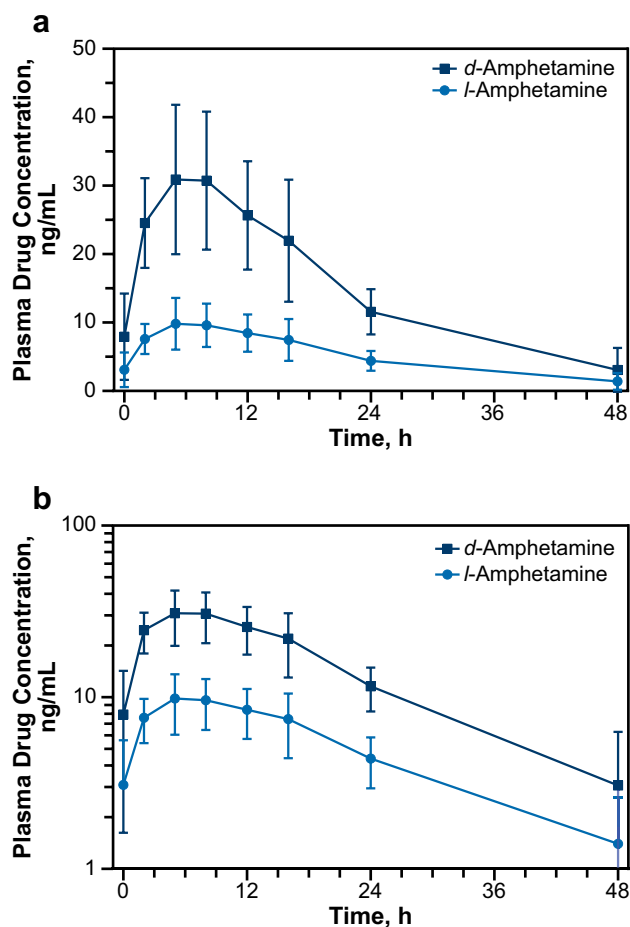 a
Plasma Drug Concentration,
ng/mL
50
40
30
20
10
0
d-Amphetamine
l-Amphetamine
0 12 24 36 48
Time, h
b
Plasma Drug Concentration,
ng/mL
100
10
1
d-Amphetamine
l-Amphetamine
0 12 24 36 48
Time, h